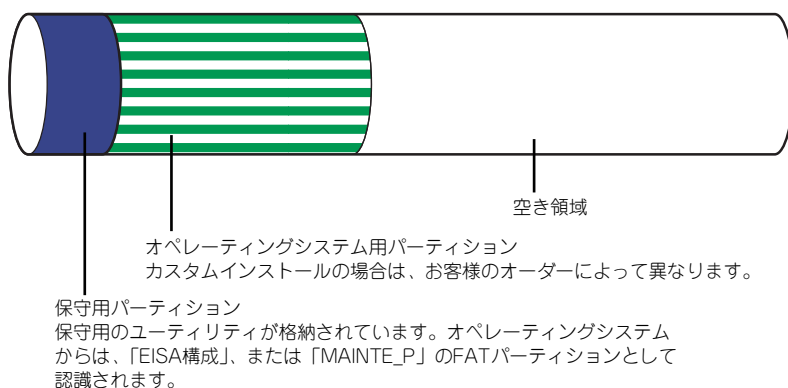 空き領域
オペレーティングシステム用パーティション
カスタムインストールの場合は、お客様のオーダーによって異なります。
保守用パーティション
保守用のユーティリティが格納されています。オペレーティングシステム
からは、「EISA構成」、または「MAINTE_P」のFATパーティションとして
認識されます。